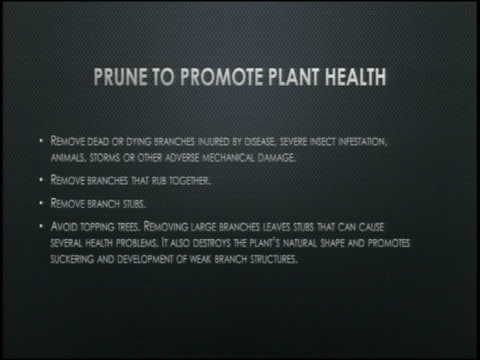 PRUNE TO PROMOTE PLANT HEALTH
• REMOVE DEAD OR DYING BRANCHES INJURED BY DISEASE, SEVERE INSECT INFESTATION,
ANIMALS, STORMS OR OTHER ADVERSE MECHANICAL DAMAGE.
• REMOVE BRANCHES THAT RUB TOGETHER.
• REMOVE BRANCH STUBS.
• AVOID TOPPING TREES. REMOVING LARGE BRANCHES LEAVES STUBS THAT CAN CAUSE
SEVERAL HEALTH PROBLEMS. IT ALSO DESTROYS THE PLANT'S NATURAL SHAPE AND PROMOTES
SUCKERING AND DEVELOPMENT OF WEAK BRANCH STRUCTURES.